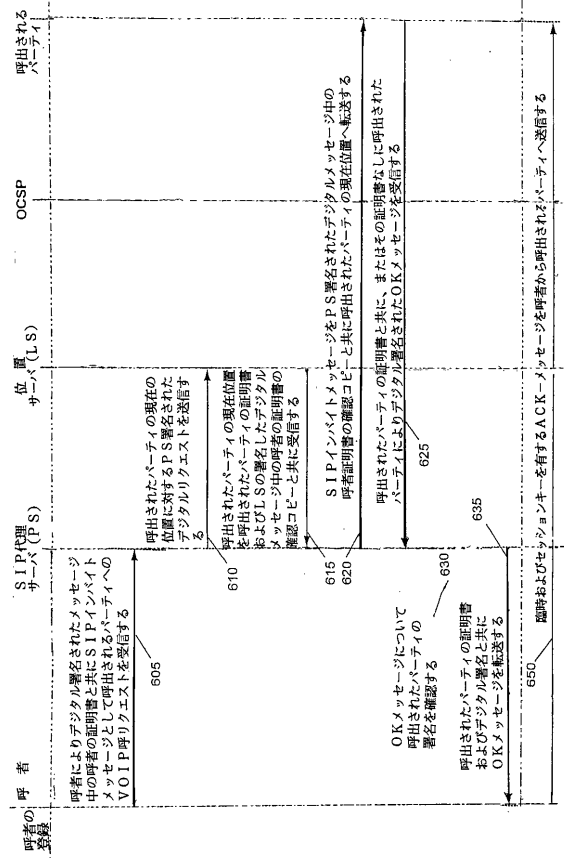 呼者の
登録
呼 者
SIP代理
サーバ(PS)
位置
サーバ(LS)
OCSP
呼出される
パーティ
呼者によりデジタル署名されたメッセージ
中の呼者の証明書と共にSIPインバイト
メッセージとして呼出されるパーティへの
VOIP呼リクエストを受信する
605
呼出されたパーティの現在の
位置に対するPS署名された
デジタルリクエストを送信す
る
610
呼出されたパーティの現在位置
を呼出されたパーティの証明書
およびLSの署名したデジタル
メッセージ中の呼者の証明書の
確認コピーと共に受信する
615
SIPインバイトメッセージをPS署名されたデジタルメッセージ中の
呼者証明書の確認コピーと共に呼出されたパーティの現在位置へ転送する
620
呼出されたパーティの証明書と共に、またはその証明書なしに呼出された
パーティによりデジタル署名されたOKメッセージを受信する
625
OKメッセージについて
呼出されたパーティの
署名を確認する
630
呼出されたパーティの証明書
およびデジタル署名と共に
OKメッセージを転送する
635
臨時およびセッションキーを有するACK-メッセージを呼者から呼出されるパーティへ送信する
650